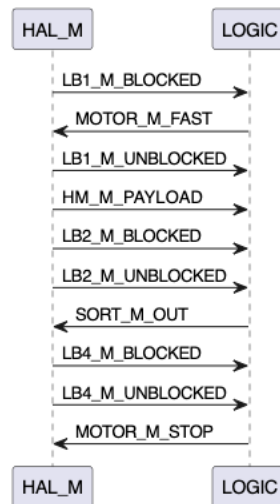 HAL_M LOGIC
LB1_M_BLOCKED
MOTOR_M_FAST
LB1_M_UNBLOCKED
HM_M_PAYLOAD
LB2_M_BLOCKED
LB2_M_UNBLOCKED
SORT_M_OUT
LB4_M_BLOCKED
LB4_M_UNBLOCKED
MOTOR_M_STOP
HAL_M LOGIC